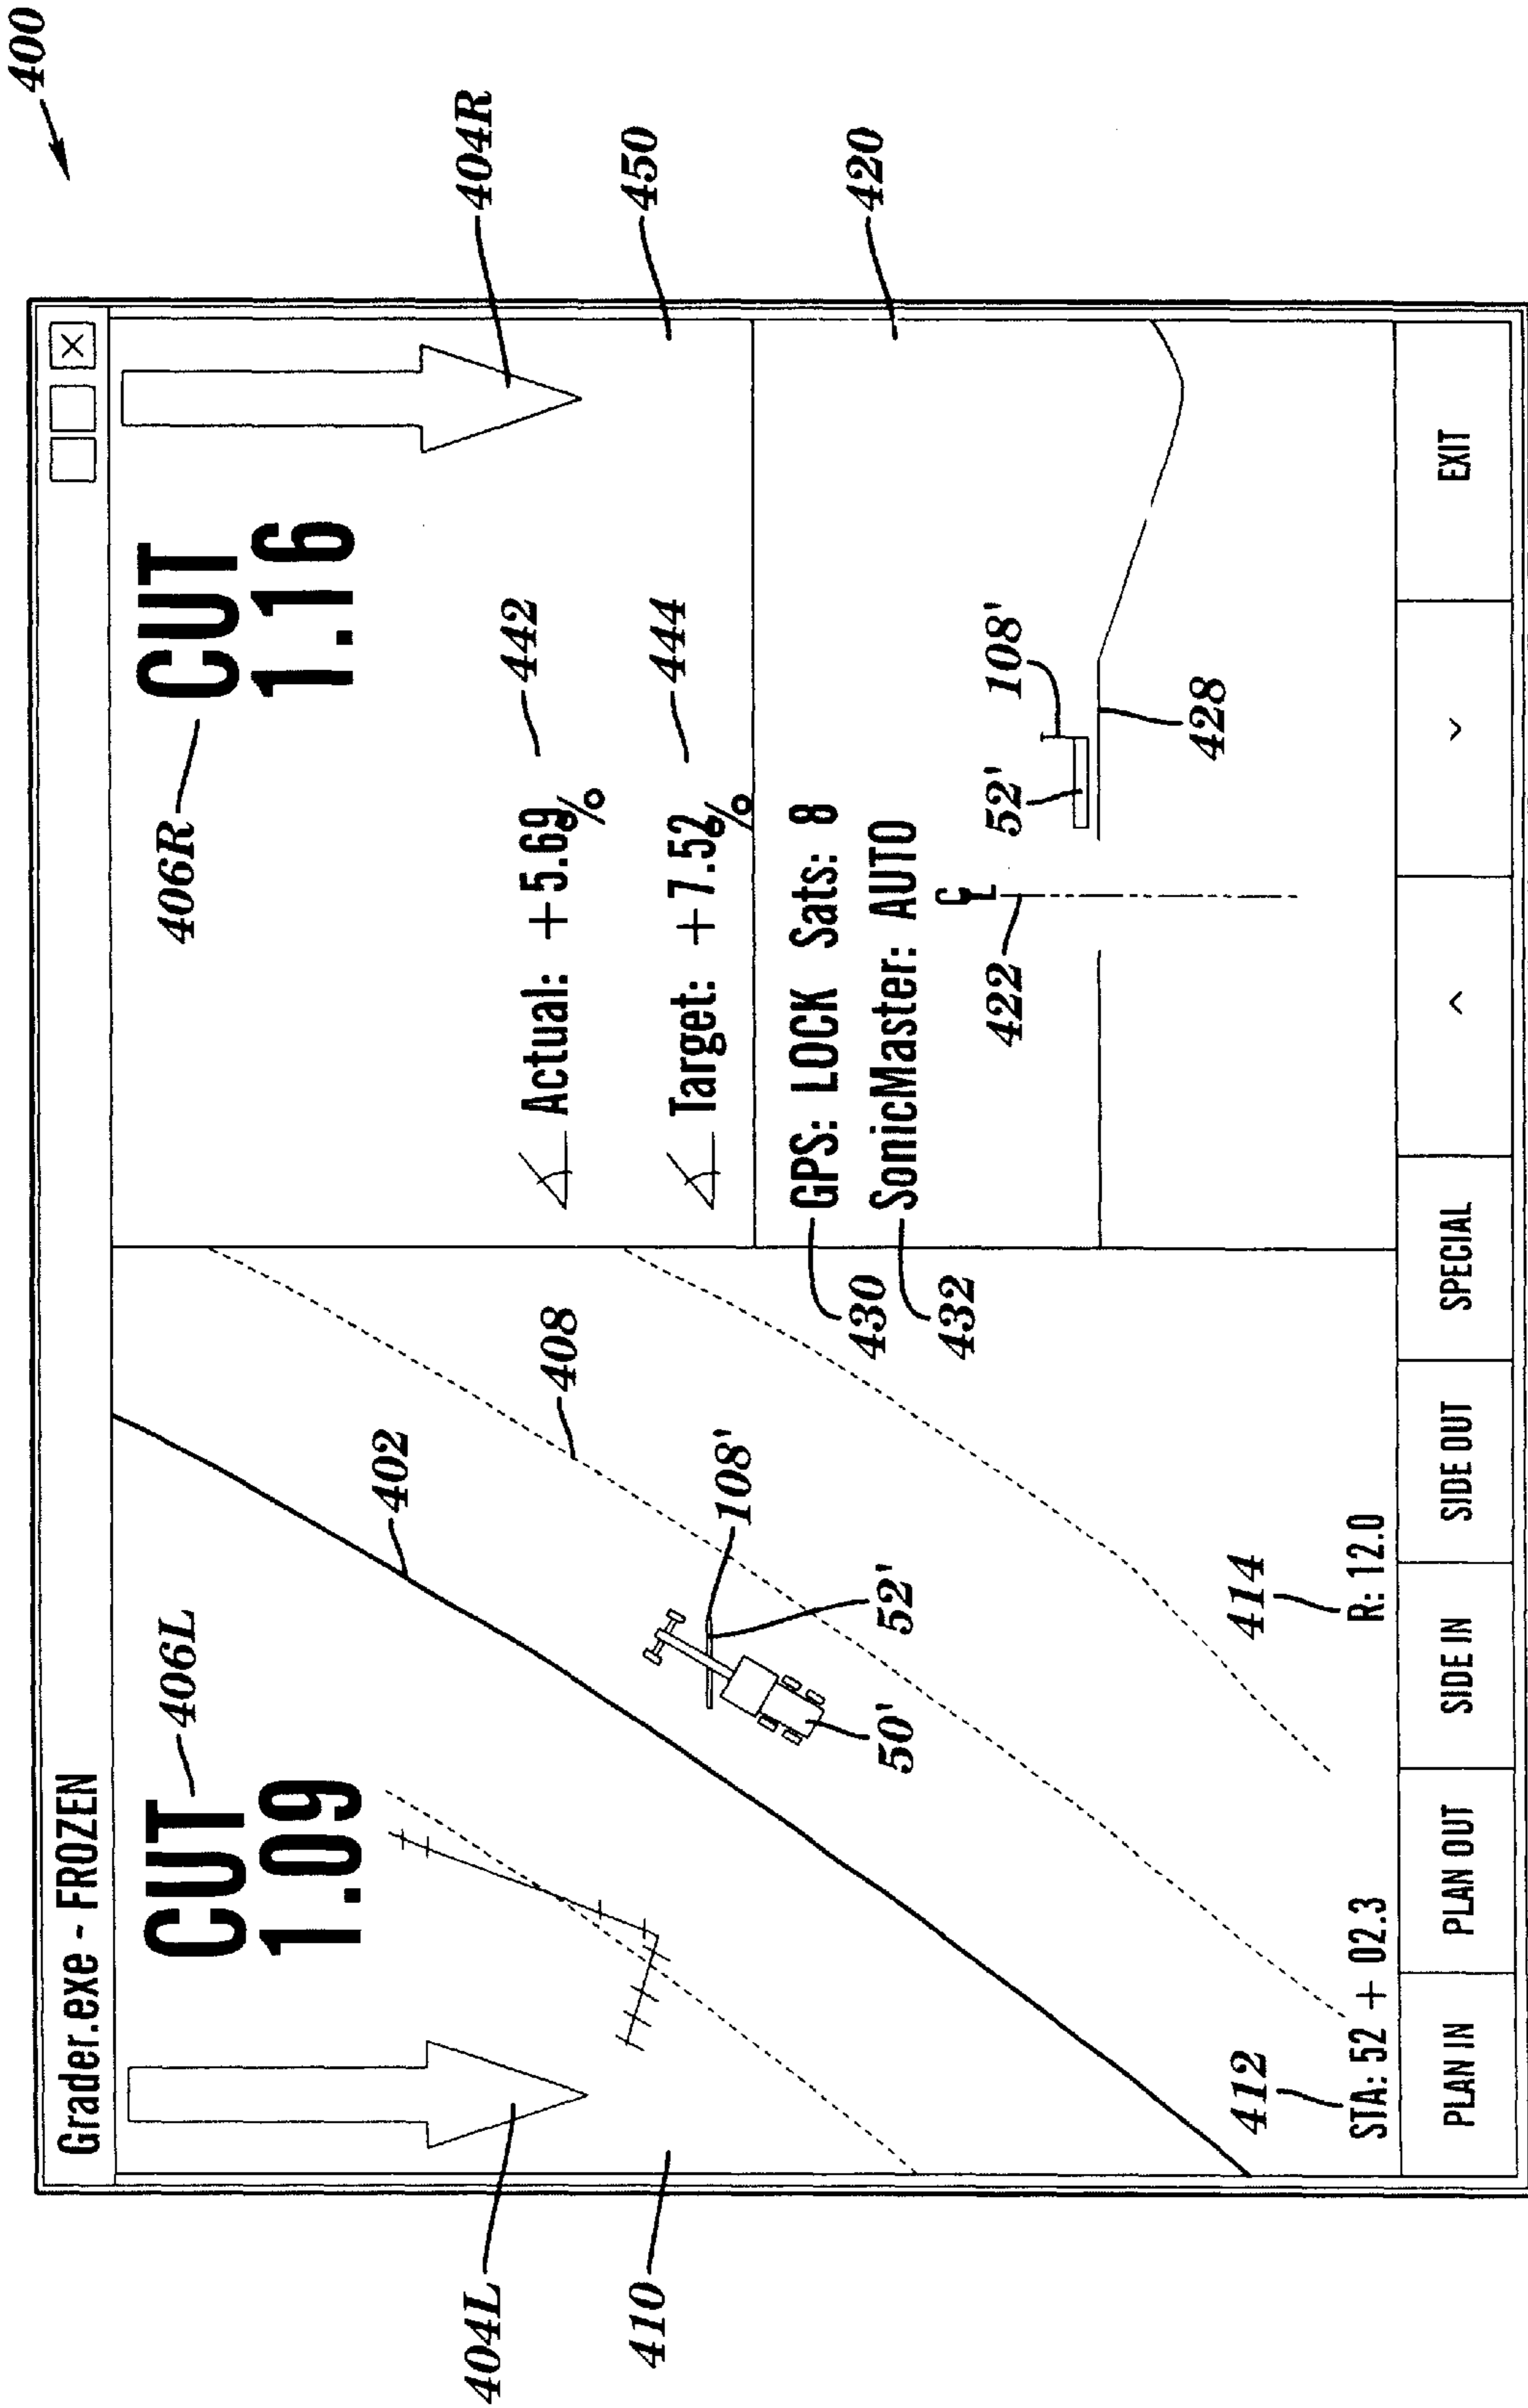 400
Grader.exe - FROZEN
X
CUT
1.09
406L
404L
410
402
408
108'
52'
50'
412
STA: 52 + 02.3
414
R: 12.0
406R
CUT
1.16
404R
Actual: +5.69%
442
Target: +7.52%
444
450
430
GPS: LOCK Sats: 8
432
SonicMaster: AUTO
420
CL
422
52'
108'
428
PLAN IN
PLAN OUT
SIDE IN
SIDE OUT
SPECIAL
^
v
EXIT